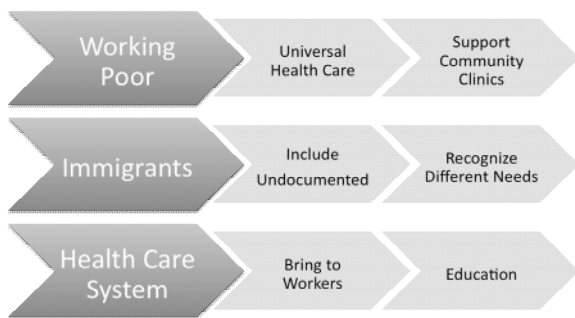 Working
Poor
Universal
Health Care
Support
Community
Clinics
Immigrants
Include
Undocumented
Recognize
Different Needs
Health Care
System
Bring to
Workers
Education